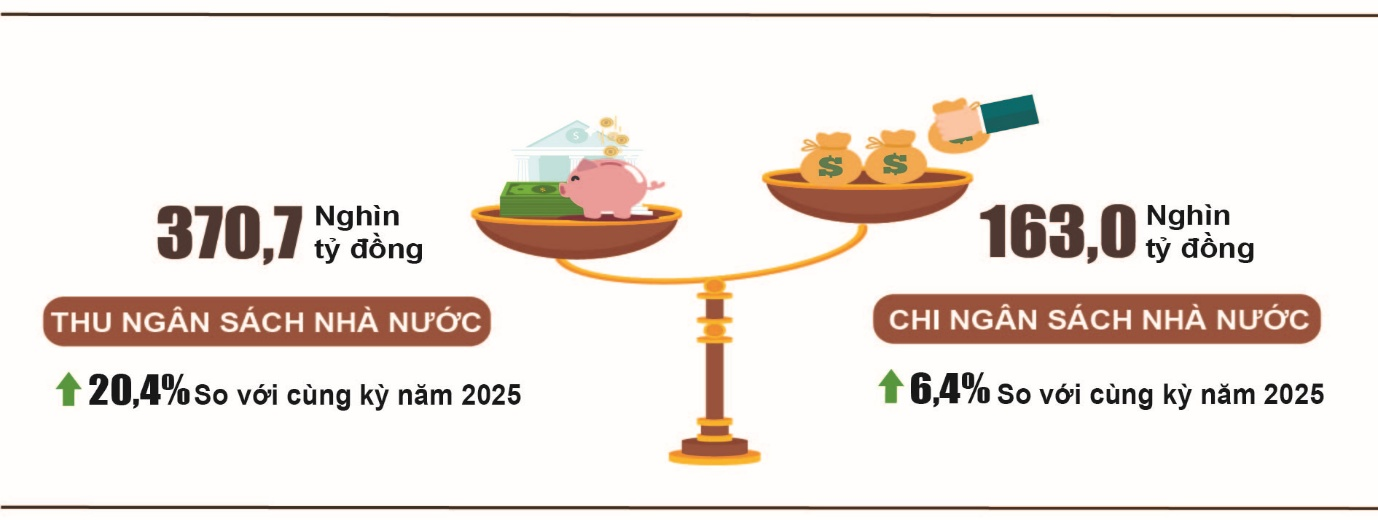 370,7 Nghìn
tỷ đồng
THU NGÂN SÁCH NHÀ NƯỚC
20,4% So với cùng kỳ năm 2025
$
$
$
163,0 Nghìn
tỷ đồng
CHI NGÂN SÁCH NHÀ NƯỚC
6,4% So với cùng kỳ năm 2025